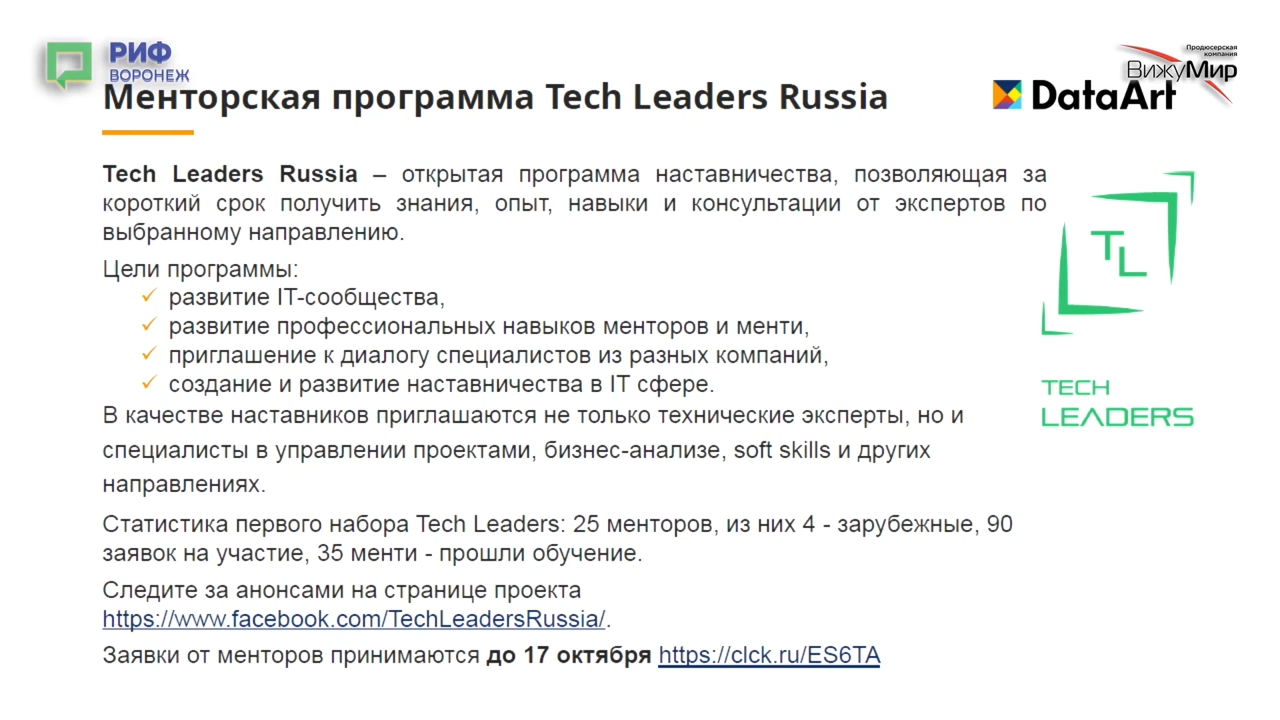 РИФ
ВОРОНЕЖ
Продюсерская
компания
ВижуМир
Менторская программа Tech Leaders Russia
DataArt
Tech Leaders Russia – открытая программа наставничества, позволяющая за
короткий срок получить знания, опыт, навыки и консультации от экспертов по
выбранному направлению.
TL
Цели программы:
✓ развитие IT-сообщества,
✓ развитие профессиональных навыков менторов и менти,
✓ приглашение к диалогу специалистов из разных компаний,
✓ создание и развитие наставничества в IT сфере.
TECH
LEADERS
В качестве наставников приглашаются не только технические эксперты, но и
специалисты в управлении проектами, бизнес-анализе, soft skills и других
направлениях.
Статистика первого набора Tech Leaders: 25 менторов, из них 4 - зарубежные, 90
заявок на участие, 35 менти - прошли обучение.
Следите за анонсами на странице проекта
https://www.facebook.com/TechLeadersRussia/.
Заявки от менторов принимаются до 17 октября https://clck.ru/ES6TA